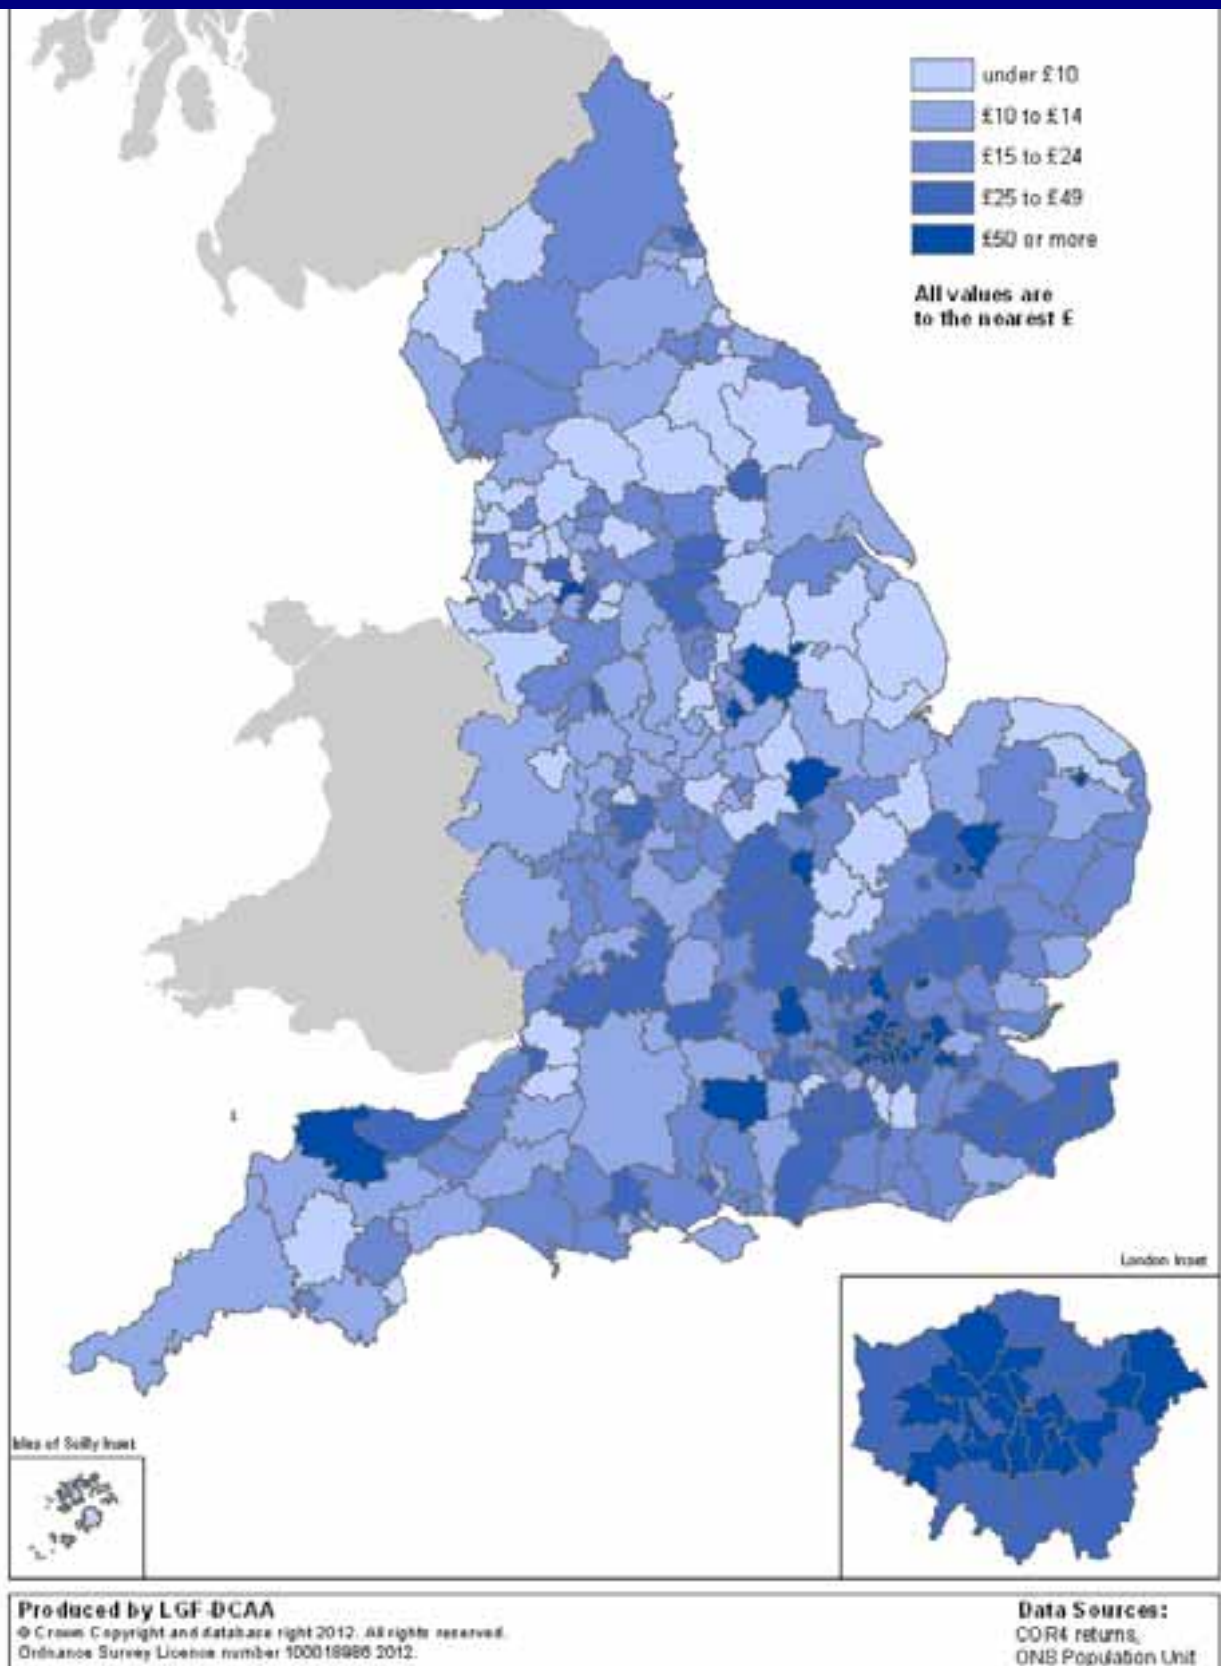 under £10
£10 to £14
£15 to £24
£25 to £49
£50 or more
All values are
to the nearest £
London Inset
Isles of Scilly Inset
Produced by LGF-DCAA
© Crown Copyright and database right 2012. All rights reserved.
Ordnance Survey Licence number 100018986 2012.
Data Sources:
COR4 returns,
ONS Population Unit